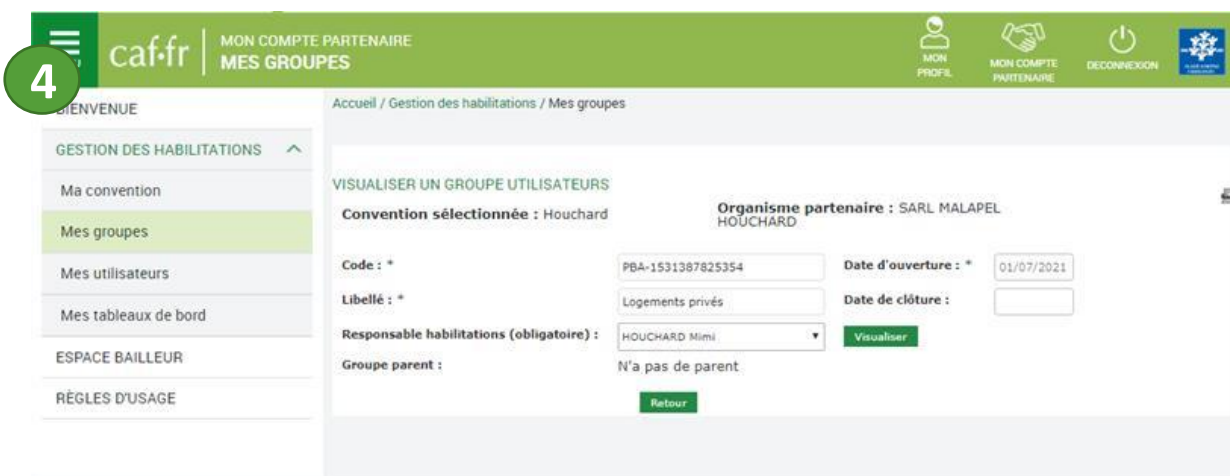 4
caf.fr
MON COMPTE PARTENAIRE
MES GROUPES
MON
PROFIL
MON COMPTE
PARTENAIRE
DECONNEXION
BIENVENUE
GESTION DES HABILITATIONS
Ma convention
Mes groupes
Mes utilisateurs
Mes tableaux de bord
ESPACE BAILLEUR
RÈGLES D'USAGE
Accueil / Gestion des habilitations / Mes groupes
VISUALISER UN GROUPE UTILISATEURS
Convention sélectionnée : Houchard
Organisme partenaire : SARL MALAPEL
HOUCHARD
Code : * PBA-1531387825354 Date d'ouverture : * 01/07/2021
Libellé : * Logements privés Date de clôture :
Responsable habilitations (obligatoire) : HOUCHARD Mimi Visualiser
Groupe parent : N'a pas de parent
Retour